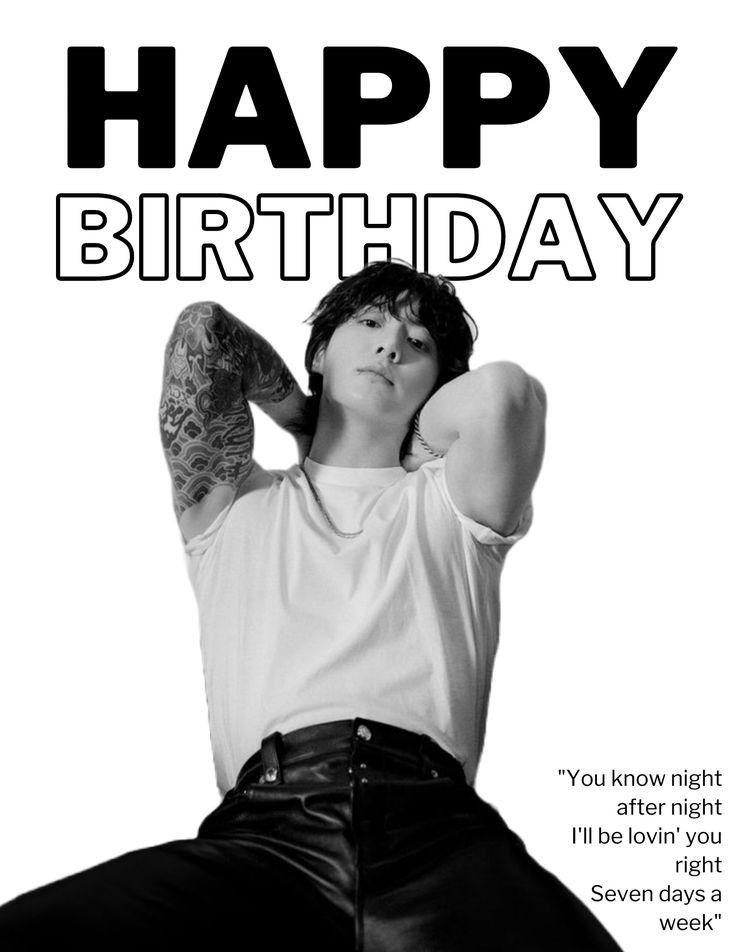 HAPPY
BIRTHDAY
"You know night
after night
I'll be lovin' you
right
Seven days a
week"